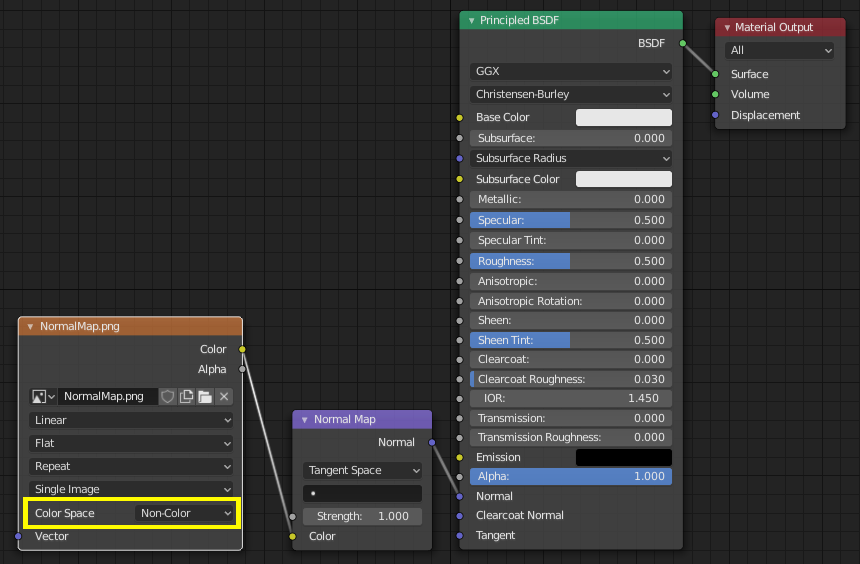 NormalMap.png
Color
Alpha
NormalMap.png
Linear
Flat
Repeat
Single Image
Color Space Non-Color
Vector
Normal Map
Normal
Tangent Space
Strength: 1.000
Color
Principled BSDF
BSDF
GGX
Christensen-Burley
Base Color
Subsurface: 0.000
Subsurface Radius
Subsurface Color
Metallic: 0.000
Specular: 0.500
Specular Tint: 0.000
Roughness: 0.500
Anisotropic: 0.000
Anisotropic Rotation: 0.000
Sheen: 0.000
Sheen Tint: 0.500
Clearcoat: 0.000
Clearcoat Roughness: 0.030
IOR: 1.450
Transmission: 0.000
Transmission Roughness: 0.000
Emission
Alpha: 1.000
Normal
Clearcoat Normal
Tangent
Material Output
All
Surface
Volume
Displacement